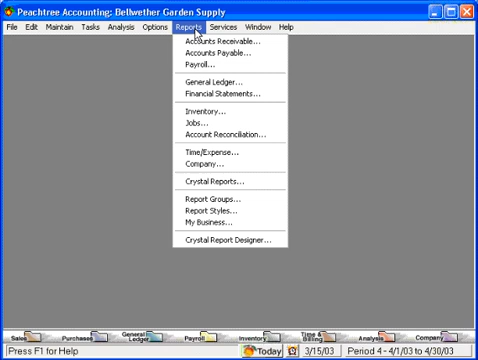 Peachtree Accounting: Bellwether Garden Supply
File Edit Maintain Tasks Analysis Options Reports Services Window Help
Accounts Receivable...
Accounts Payable...
Payroll...
General Ledger...
Financial Statements...
Inventory...
Jobs...
Account Reconciliation...
Time/Expense...
Company...
Crystal Reports...
Report Groups...
Report Styles...
My Business...
Crystal Report Designer...
Sales Purchases General Ledger Payroll Inventory Time & Billing Analysis Company
Press F1 for Help Today 3/15/03 Period 4 - 4/1/03 to 4/30/03